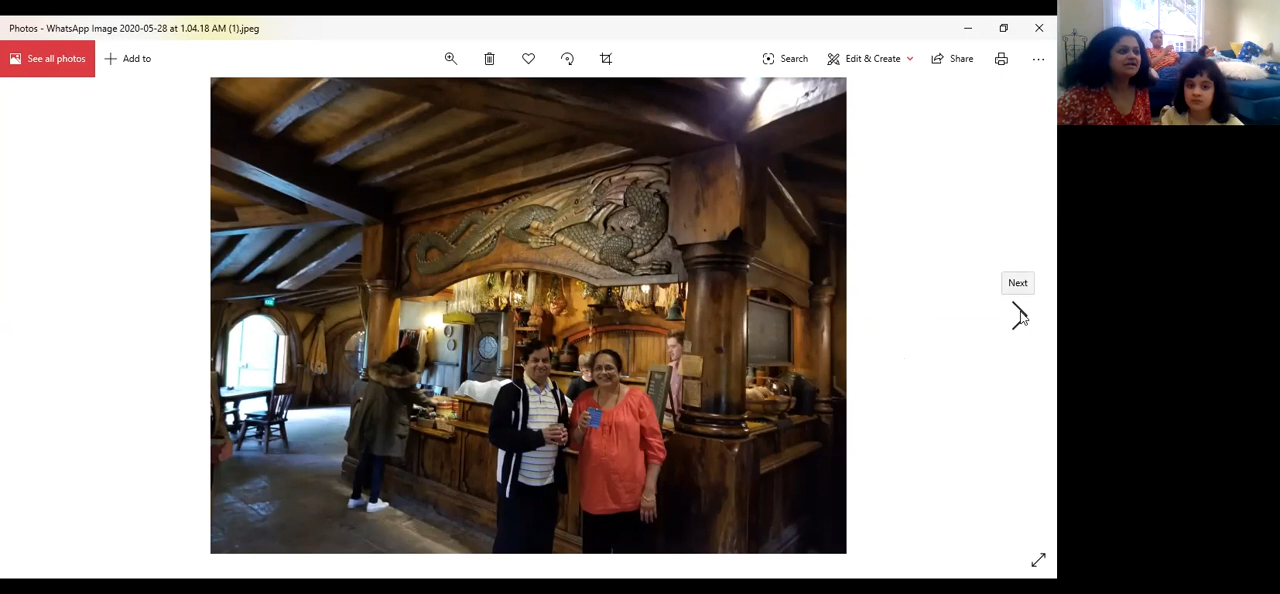 Photos - WhatsApp Image 2020-05-28 at 1.04.18 AM (1).jpeg
See all photos
Add to
Search
Edit & Create
Share
Next